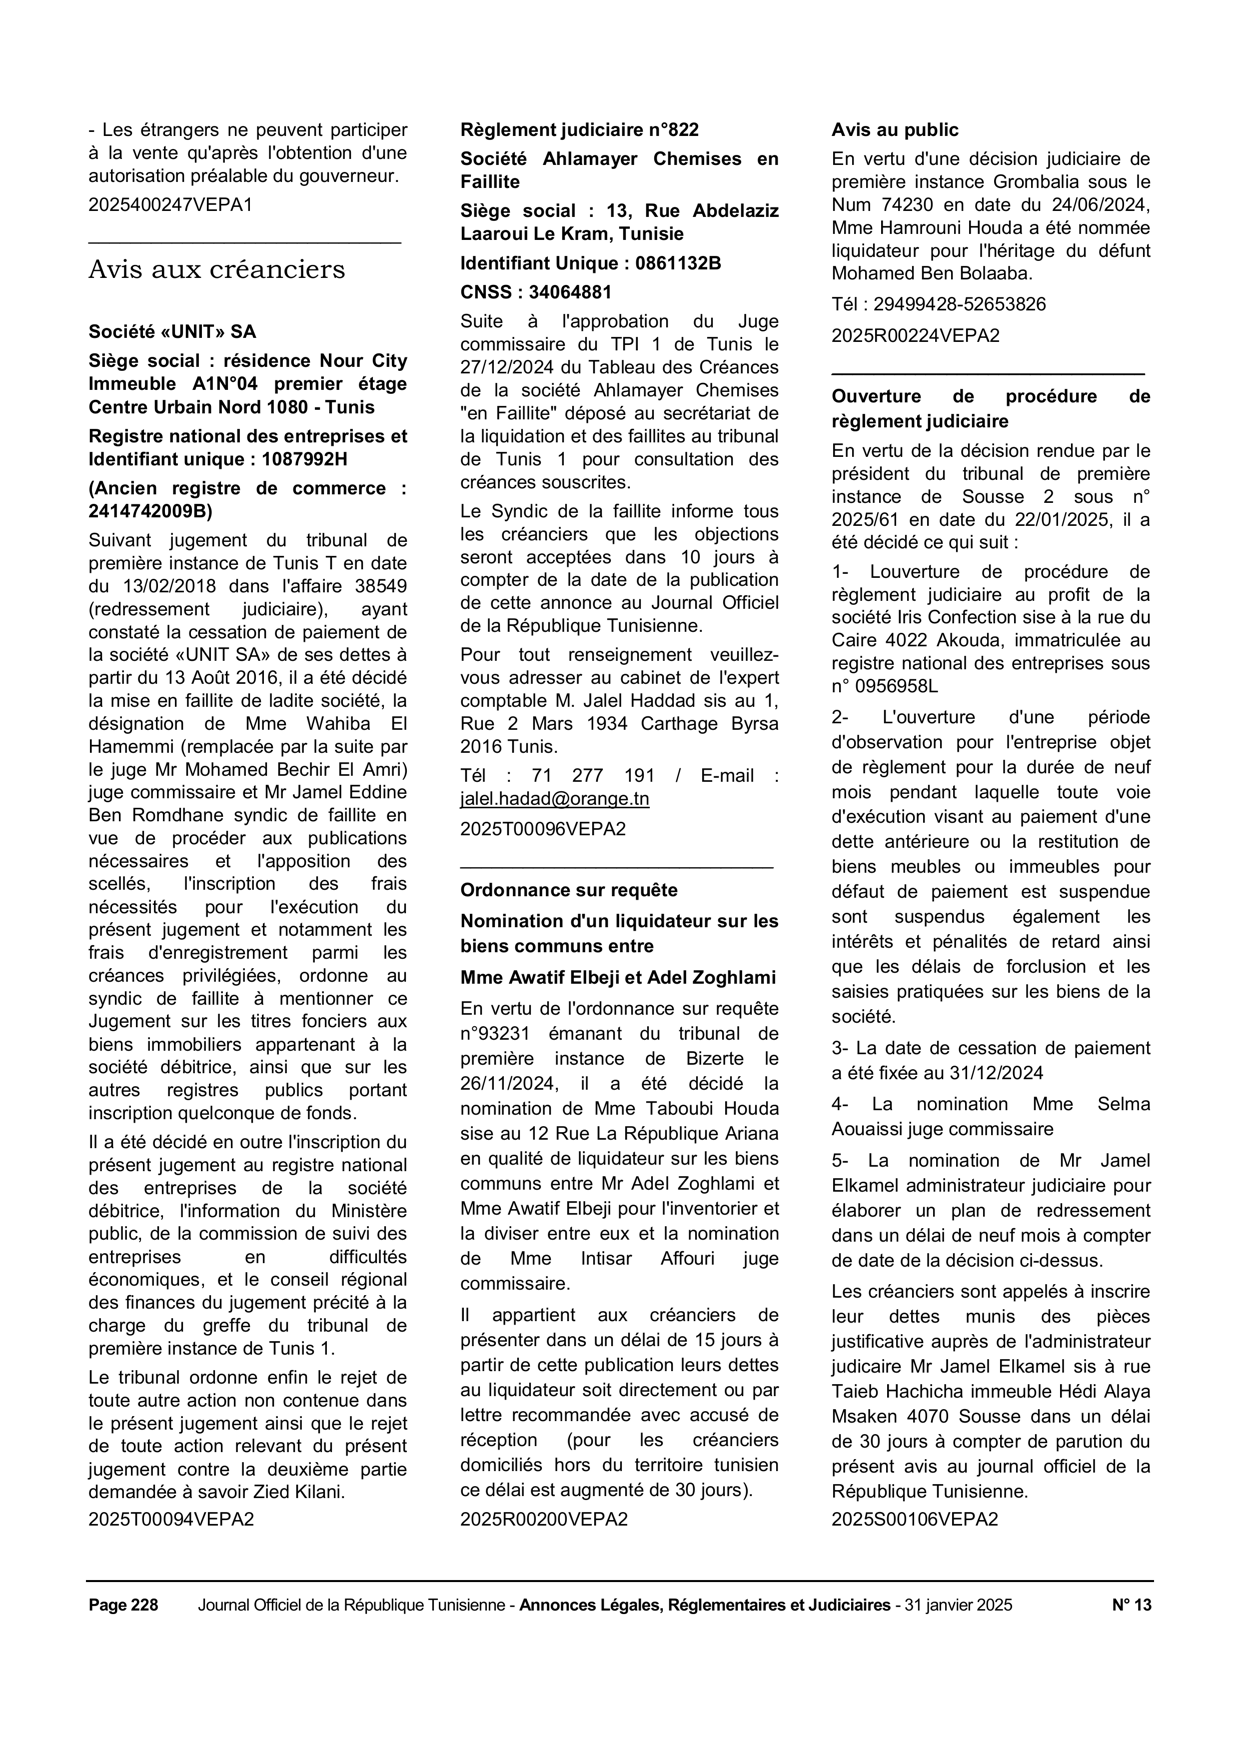 - Les étrangers ne peuvent participer
à la vente qu'après l'obtention d'une
autorisation préalable du gouverneur.
2025400247VEPA1
Avis aux créanciers
Société «UNIT» SA
Siège social : résidence Nour City
Immeuble A1N°04 premier étage
Centre Urbain Nord 1080 - Tunis
Registre national des entreprises et
Identifiant unique : 1087992H
(Ancien registre de commerce :
2414742009B)
Suivant jugement du tribunal de
première instance de Tunis T en date
du 13/02/2018 dans l'affaire 38549
(redressement judiciaire), ayant
constaté la cessation de paiement de
la société «UNIT SA» de ses dettes à
partir du 13 Août 2016, il a été décidé
la mise en faillite de ladite société, la
désignation de Mme Wahiba El
Hamemmi (remplacée par la suite par
le juge Mr Mohamed Bechir El Amri)
juge commissaire et Mr Jamel Eddine
Ben Romdhane syndic de faillite en
vue de procéder aux publications
nécessaires et l'apposition des
scellés, l'inscription des frais
nécessités pour l'exécution du
présent jugement et notamment les
frais d'enregistrement parmi les
créances privilégiées, ordonne au
syndic de faillite à mentionner ce
Jugement sur les titres fonciers aux
biens immobiliers appartenant à la
société débitrice, ainsi que sur les
autres registres publics portant
inscription quelconque de fonds.
Il a été décidé en outre l'inscription du
présent jugement au registre national
des entreprises de la société
débitrice, l'information du Ministère
public, de la commission de suivi des
entreprises en difficultés
économiques, et le conseil régional
des finances du jugement précité à la
charge du greffe du tribunal de
première instance de Tunis 1.
Le tribunal ordonne enfin le rejet de
toute autre action non contenue dans
le présent jugement ainsi que le rejet
de toute action relevant du présent
jugement contre la deuxième partie
demandée à savoir Zied Kilani.
2025T00094VEPA2
Règlement judiciaire n°822
Société Ahlamayer Chemises en
Faillite
Siège social : 13, Rue Abdelaziz
Laaroui Le Kram, Tunisie
Identifiant Unique : 0861132B
CNSS : 34064881
Suite à l'approbation du Juge
commissaire du TPI 1 de Tunis le
27/12/2024 du Tableau des Créances
de la société Ahlamayer Chemises
"en Faillite" déposé au secrétariat de
la liquidation et des faillites au tribunal
de Tunis 1 pour consultation des
créances souscrites.
Le Syndic de la faillite informe tous
les créanciers que les objections
seront acceptées dans 10 jours à
compter de la date de la publication
de cette annonce au Journal Officiel
de la République Tunisienne.
Pour tout renseignement veuillez-
vous adresser au cabinet de l'expert
comptable M. Jalel Haddad sis au 1,
Rue 2 Mars 1934 Carthage Byrsa
2016 Tunis.
Tél : 71 277 191 / E-mail :
jalel.hadad@orange.tn
2025T00096VEPA2
Ordonnance sur requête
Nomination d'un liquidateur sur les
biens communs entre
Mme Awatif Elbeji et Adel Zoghlami
En vertu de l'ordonnance sur requête
n°93231 émanant du tribunal de
première instance de Bizerte le
26/11/2024, il a été décidé la
nomination de Mme Taboubi Houda
sise au 12 Rue La République Ariana
en qualité de liquidateur sur les biens
communs entre Mr Adel Zoghlami et
Mme Awatif Elbeji pour l'inventorier et
la diviser entre eux et la nomination
de Mme Intisar Affouri juge
commissaire.
Il appartient aux créanciers de
présenter dans un délai de 15 jours à
partir de cette publication leurs dettes
au liquidateur soit directement ou par
lettre recommandée avec accusé de
réception (pour les créanciers
domiciliés hors du territoire tunisien
ce délai est augmenté de 30 jours).
2025R00200VEPA2
Avis au public
En vertu d'une décision judiciaire de
première instance Grombalia sous le
Num 74230 en date du 24/06/2024,
Mme Hamrouni Houda a été nommée
liquidateur pour l'héritage du défunt
Mohamed Ben Bolaaba.
Tél : 29499428-52653826
2025R00224VEPA2
Ouverture de procédure de
règlement judiciaire
En vertu de la décision rendue par le
président du tribunal de première
instance de Sousse 2 sous n°
2025/61 en date du 22/01/2025, il a
été décidé ce qui suit :
1- Louverture de procédure de
règlement judiciaire au profit de la
société Iris Confection sise à la rue du
Caire 4022 Akouda, immatriculée au
registre national des entreprises sous
n° 0956958L
2- L'ouverture d'une période
d'observation pour l'entreprise objet
de règlement pour la durée de neuf
mois pendant laquelle toute voie
d'exécution visant au paiement d'une
dette antérieure ou la restitution de
biens meubles ou immeubles pour
défaut de paiement est suspendue
sont suspendus également les
intérêts et pénalités de retard ainsi
que les délais de forclusion et les
saisies pratiquées sur les biens de la
société.
3- La date de cessation de paiement
a été fixée au 31/12/2024
4- La nomination Mme Selma
Aouaissi juge commissaire
5- La nomination de Mr Jamel
Elkamel administrateur judiciaire pour
élaborer un plan de redressement
dans un délai de neuf mois à compter
de date de la décision ci-dessus.
Les créanciers sont appelés à inscrire
leur dettes munis des pièces
justificative auprès de l'administrateur
judicaire Mr Jamel Elkamel sis à rue
Taieb Hachicha immeuble Hédi Alaya
Msaken 4070 Sousse dans un délai
de 30 jours à compter de parution du
présent avis au journal officiel de la
République Tunisienne.
2025S00106VEPA2
Page 228 Journal Officiel de la République Tunisienne - Annonces Légales, Réglementaires et Judiciaires - 31 janvier 2025 N° 13